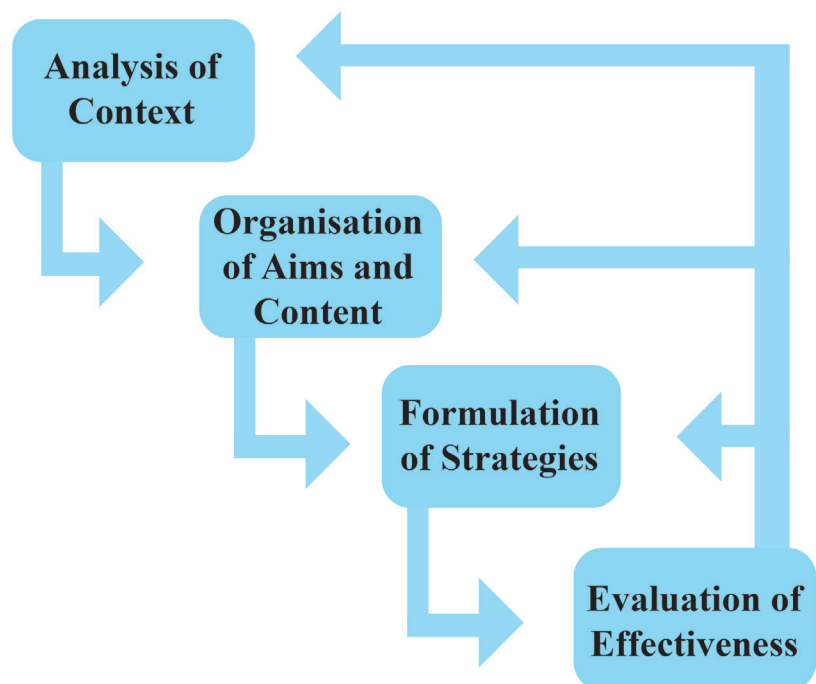 Analysis of
Context
Organisation
of Aims and
Content
Formulation
of Strategies
Evaluation of
Effectiveness